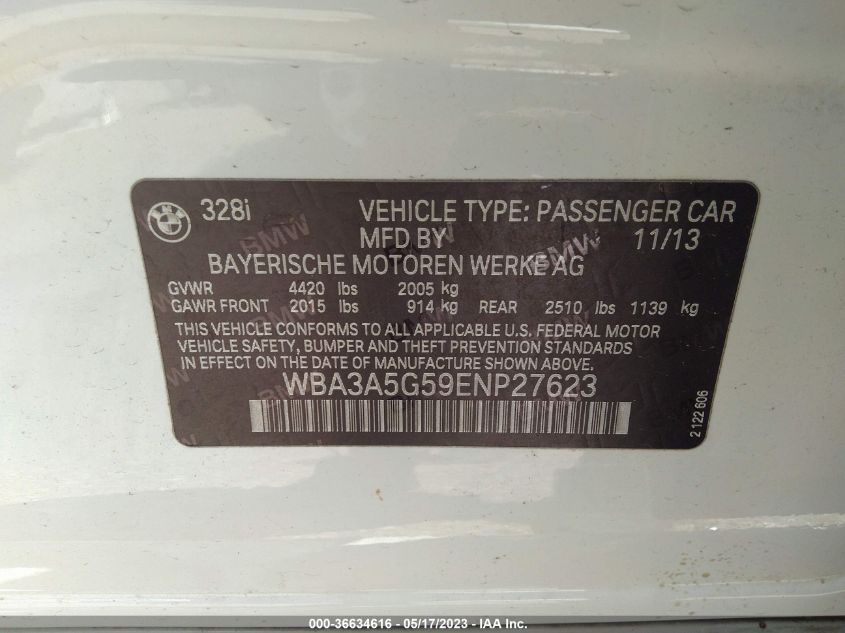 328i VEHICLE TYPE: PASSENGER CAR
MFD BY 11/13
BAYERISCHE MOTOREN WERKE AG
GVWR 4420 lbs 2005 kg
GAWR FRONT 2015 lbs 914 kg REAR 2510 lbs 1139 kg
THIS VEHICLE CONFORMS TO ALL APPLICABLE U.S. FEDERAL MOTOR
VEHICLE SAFETY, BUMPER AND THEFT PREVENTION STANDARDS
IN EFFECT ON THE DATE OF MANUFACTURE SHOWN ABOVE.
WBA3A5G59ENP27623
2 122 606
000-36634616 - 05/17/2023 - IAA Inc.